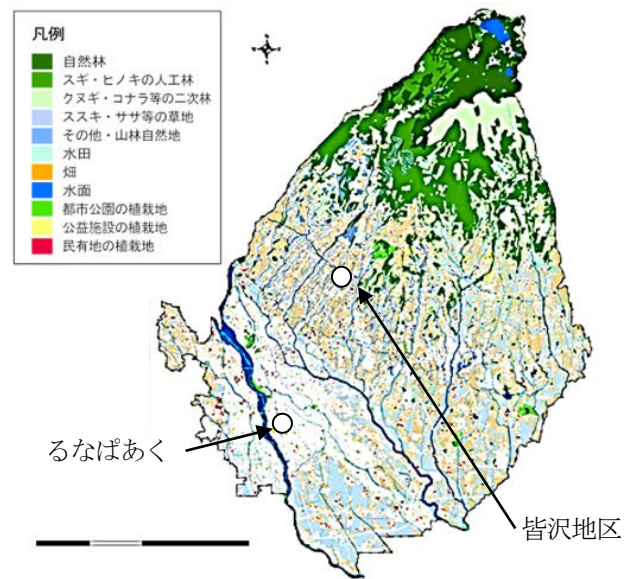 凡例
自然林
スギ・ヒノキの人工林
クヌギ・コナラ等の二次林
ススキ・ササ等の草地
その他・山林自然地
水田
畑
水面
都市公園の植栽地
公益施設の植栽地
民有地の植栽地
るなぱあく
皆沢地区